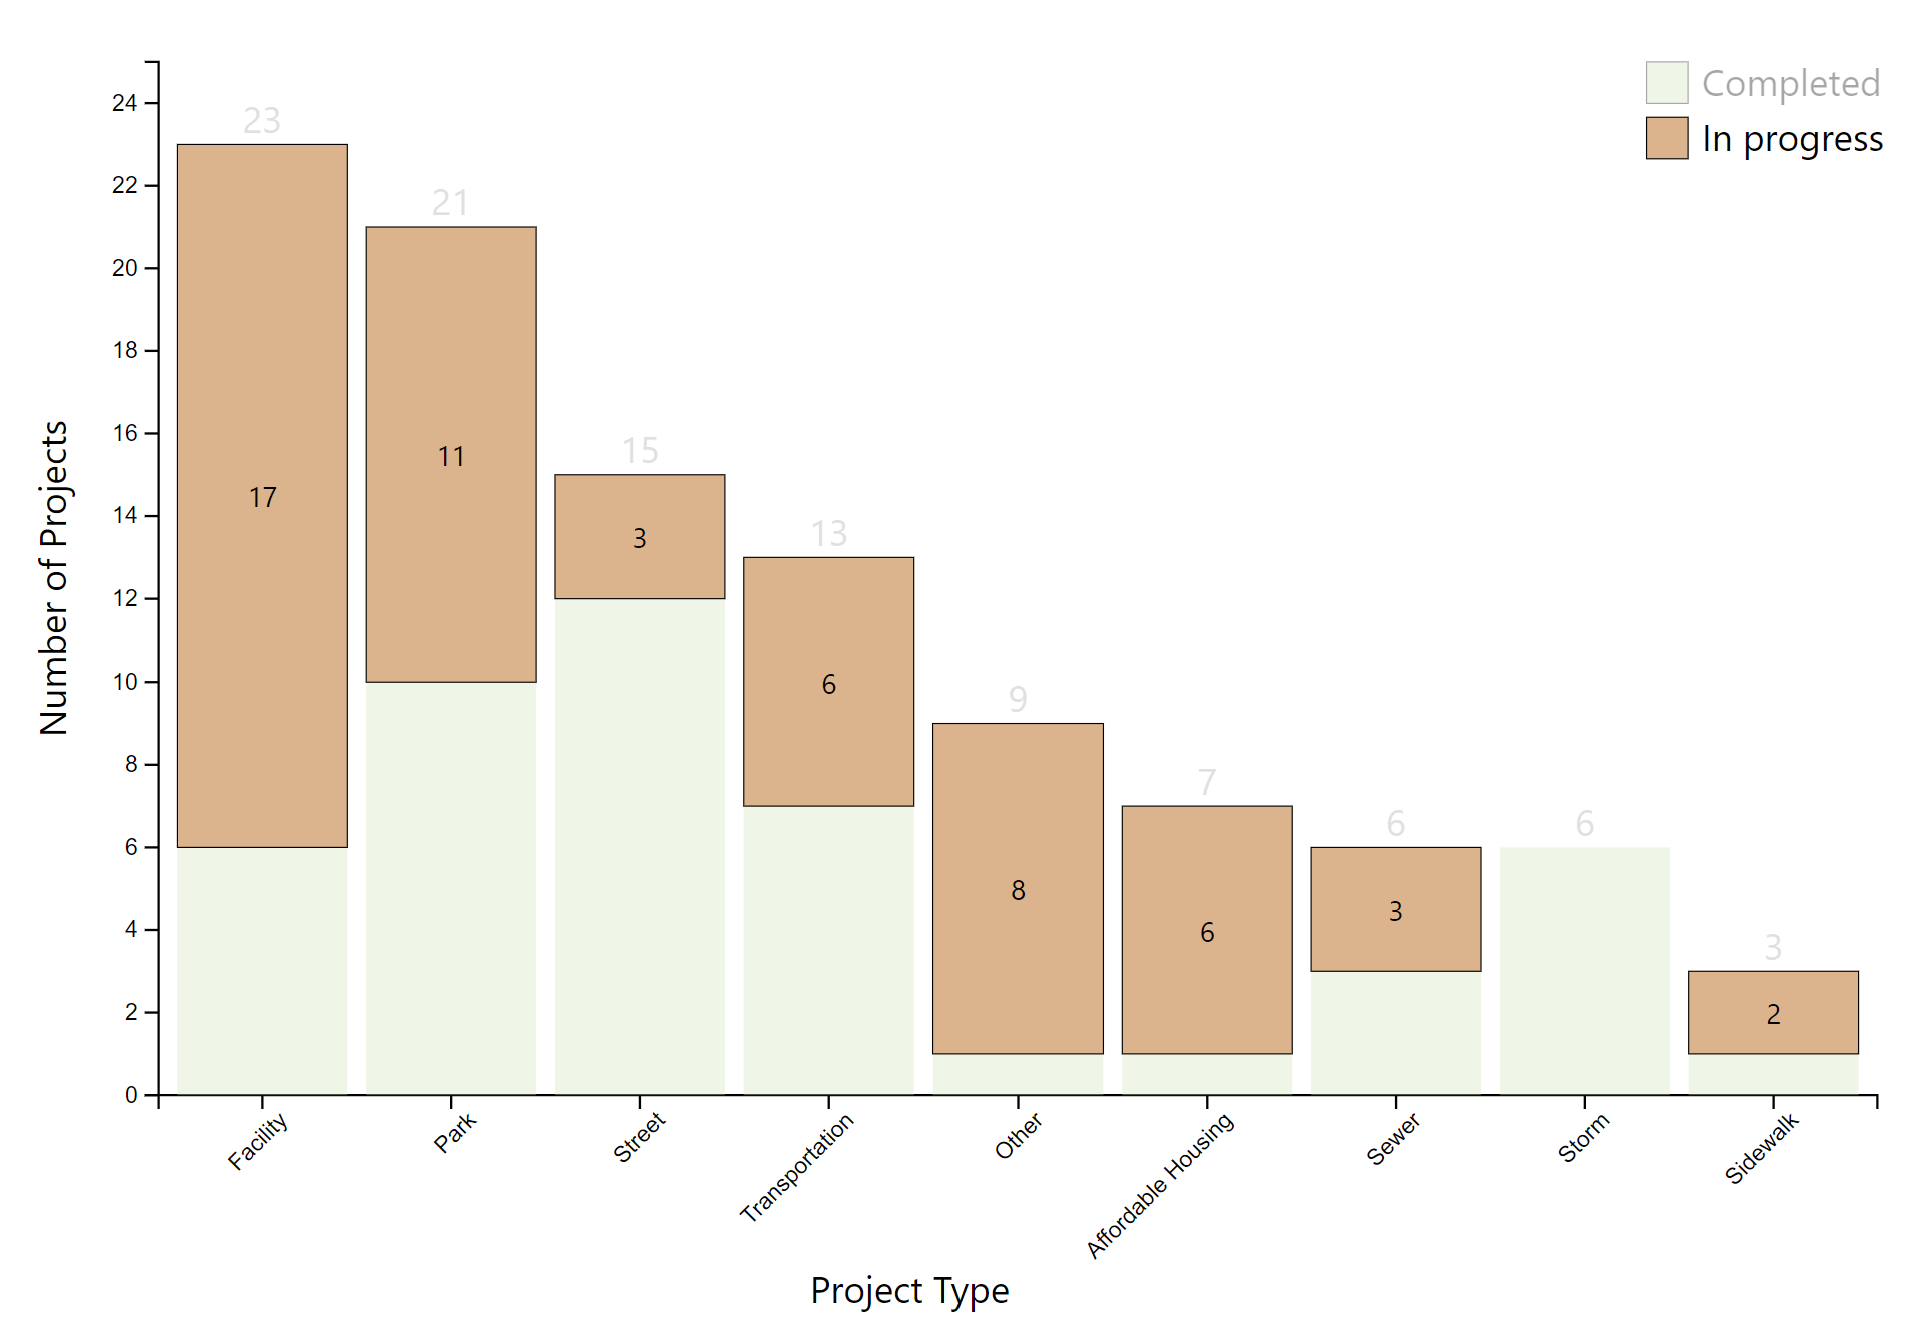 Completed
In progress
24
22
20
18
16
14
12
10
8
6
4
2
0
Number of Projects
23
21
15
13
9
7
6
6
3
17
11
3
6
8
6
3
2
Facility
Park
Street
Transportation
Other
Affordable Housing
Sewer
Storm
Sidewalk
Project Type